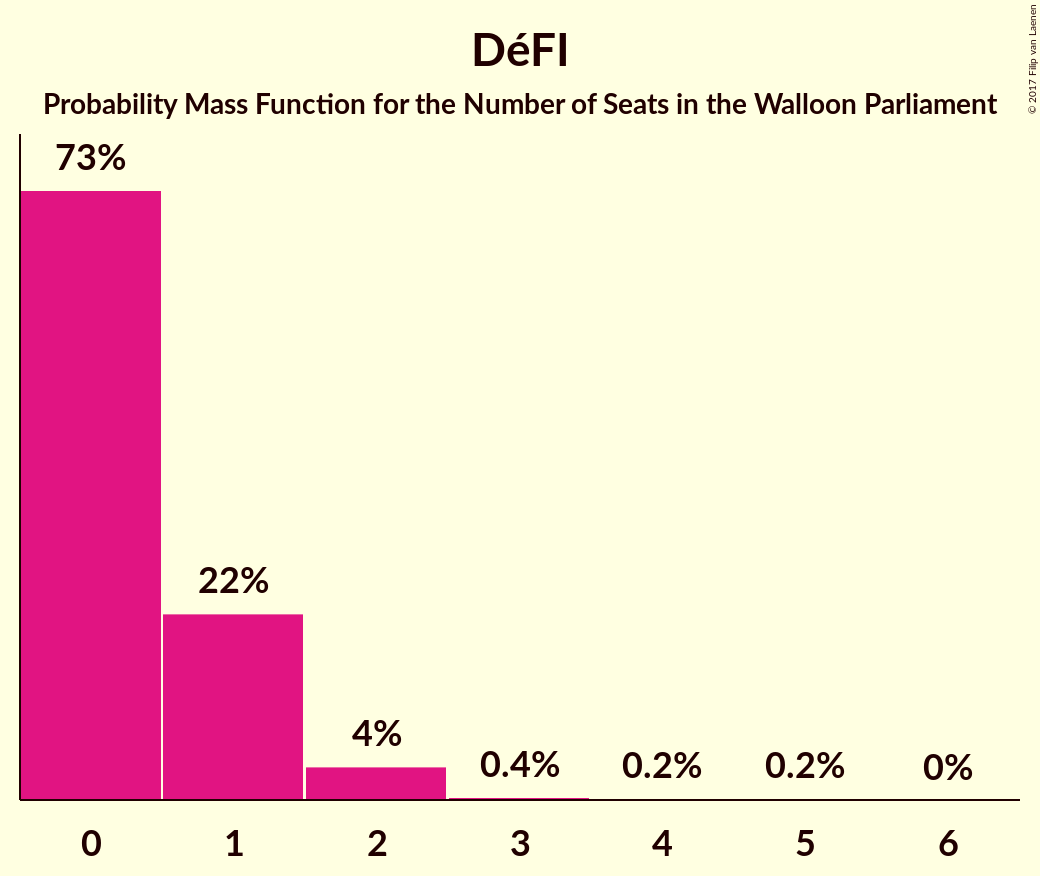 DéFI
Probability Mass Function for the Number of Seats in the Walloon Parliament
© 2017 Filip van Laenen
73%
22%
4%
0.4%
0.2%
0.2%
0%
0 1 2 3 4 5 6